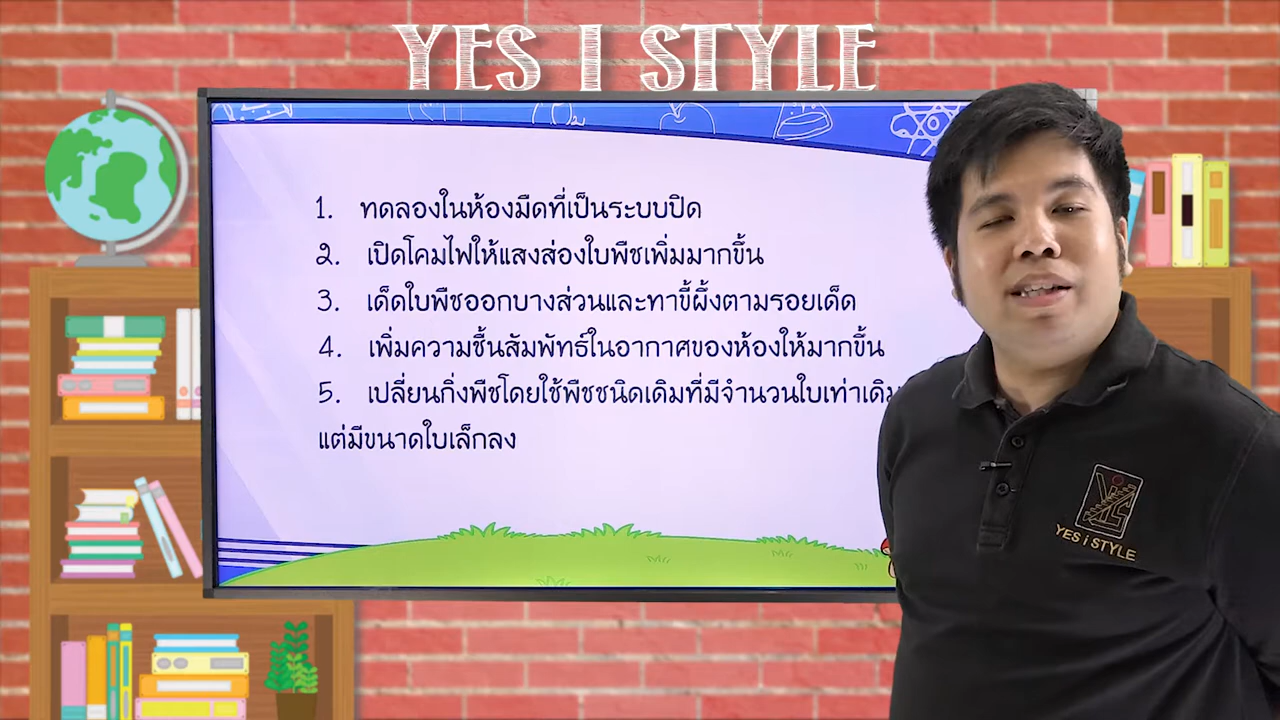 YES I STYLE
1. ทดลองในห้องมืดที่เป็นระบบปิด
2. เปิดโคมไฟให้แสงส่องใบพืชเพิ่มมากขึ้น
3. เด็ดใบพืชออกบางส่วนและทาขี้ผึ้งตามรอยเด็ด
4. เพิ่มความชื้นสัมพัทธ์ในอากาศของห้องให้มากขึ้น
5. เปลี่ยนกิ่งพืชโดยใช้พืชชนิดเดิมที่มีจำนวนใบเท่าเดิม
แต่มีขนาดใบเล็กลง
YES i STYLE